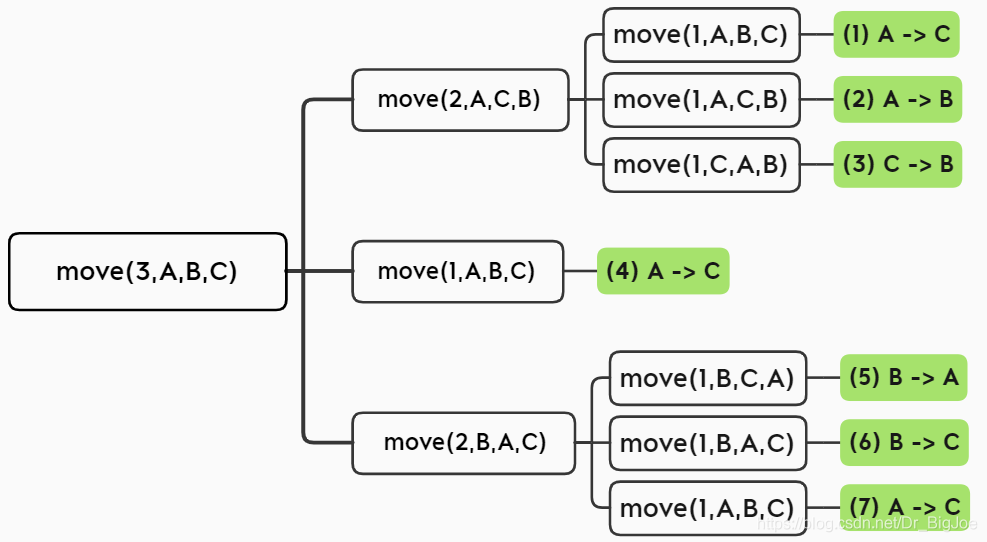 move(1,A,B,C) (1) A -> C
move(2,A,C,B) move(1,A,C,B) (2) A -> B
move(1,C,A,B) (3) C -> B
move(3,A,B,C) move(1,A,B,C) (4) A -> C
move(1,B,C,A) (5) B -> A
move(2,B,A,C) move(1,B,A,C) (6) B -> C
move(1,A,B,C) (7) A -> C
https://blog.csdn.net/Dr_BigJoe